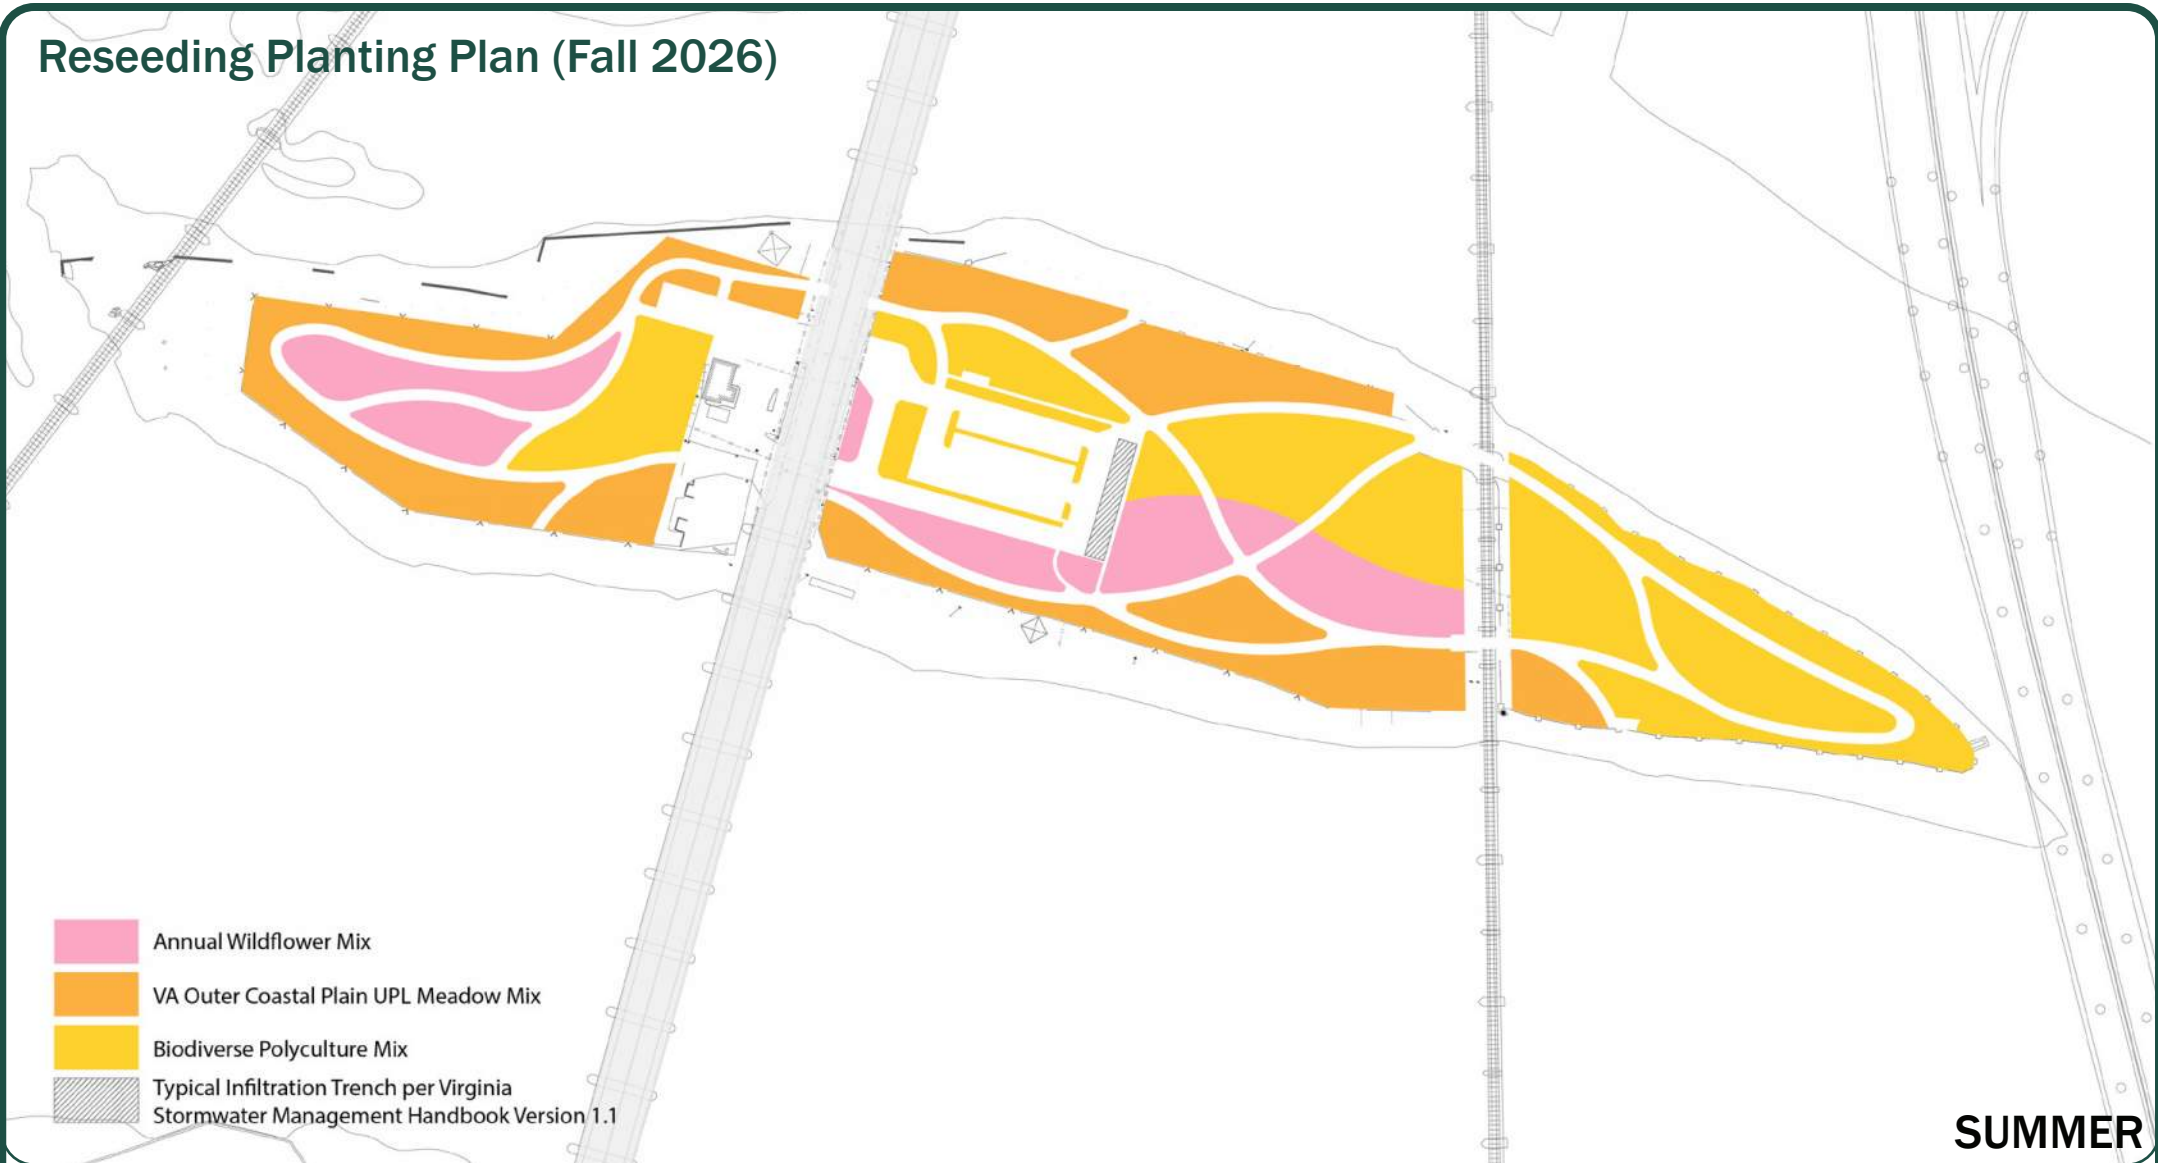 Reseeding Planting Plan (Fall 2026)
Annual Wildflower Mix
VA Outer Coastal Plain UPL Meadow Mix
Biodiverse Polyculture Mix
Typical Infiltration Trench per Virginia
Stormwater Management Handbook Version 1.1
SUMMER